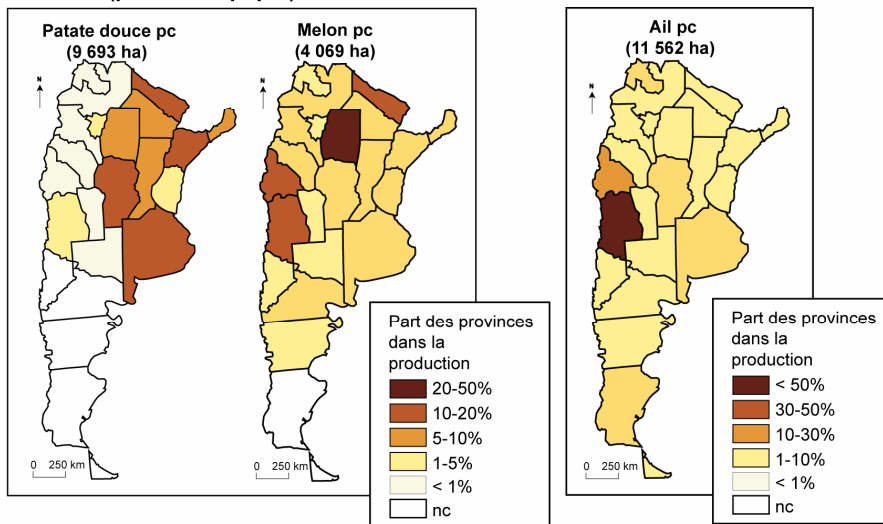 Patate douce pc
(9 693 ha)
Melon pc
(4 069 ha)
Ail pc
(11 562 ha)
N
N
N
Part des provinces
dans la
production
20-50%
10-20%
5-10%
1-5%
< 1%
nc
Part des provinces
dans la
production
< 50%
30-50%
10-30%
1-10%
< 1%
nc
0 250 km
0 250 km
0 250 km